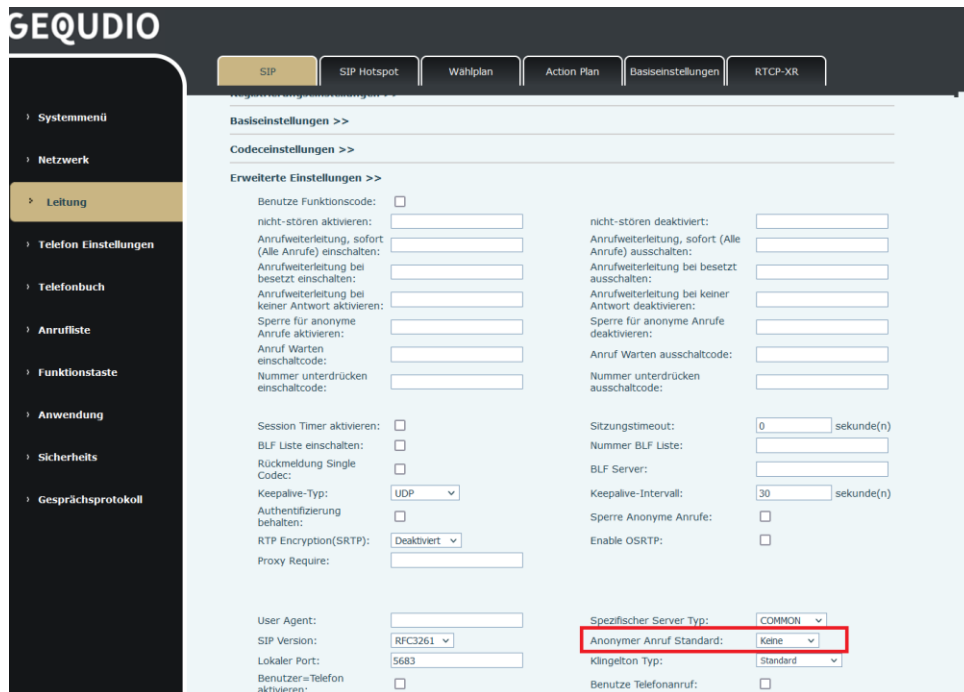 GEQUDIO
SIP
SIP Hotspot
Wählplan
Action Plan
Basiseinstellungen
RTCP-XR
Systemmenü
Netzwerk
Leitung
Telefon Einstellungen
Telefonbuch
Anrufliste
Funktionstaste
Anwendung
Sicherheits
Gesprächsprotokoll
Basiseinstellungen >>
Codeceinstellungen >>
Erweiterte Einstellungen >>
Benutze Funktionscode:
nicht-stören aktivieren:
nicht-stören deaktiviert:
Anrufweiterleitung, sofort
(Alle Anrufe) einschalten:
Anrufweiterleitung, sofort (Alle
Anrufe) ausschalten:
Anrufweiterleitung bei
besetzt einschalten:
Anrufweiterleitung bei besetzt
ausschalten:
Anrufweiterleitung bei
keiner Antwort aktivieren:
Anrufweiterleitung bei keiner
Antwort deaktivieren:
Sperre für anonyme
Anrufe aktivieren:
Sperre für anonyme Anrufe
deaktivieren:
Anruf Warten
einschaltcode:
Anruf Warten ausschaltcode:
Nummer unterdrücken
einschaltcode:
Nummer unterdrücken
ausschaltcode:
Session Timer aktivieren:
Sitzungstimeout: 0 sekunde(n)
BLF Liste einschalten:
Nummer BLF Liste:
Rückmeldung Single
Codec:
BLF Server:
Keepalive-Typ: UDP
Keepalive-Intervall: 30 sekunde(n)
Authentifizierung
behalten:
Sperre Anonyme Anrufe:
RTP Encryption(SRTP): Deaktiviert
Enable OSRTP:
Proxy Require:
User Agent:
Spezifischer Server Typ: COMMON
SIP Version: RFC3261
Anonymer Anruf Standard: Keine
Lokaler Port: 5683
Klingelton Typ: Standard
Benutzer=Telefon
aktivieren:
Benutze Telefonanruf: